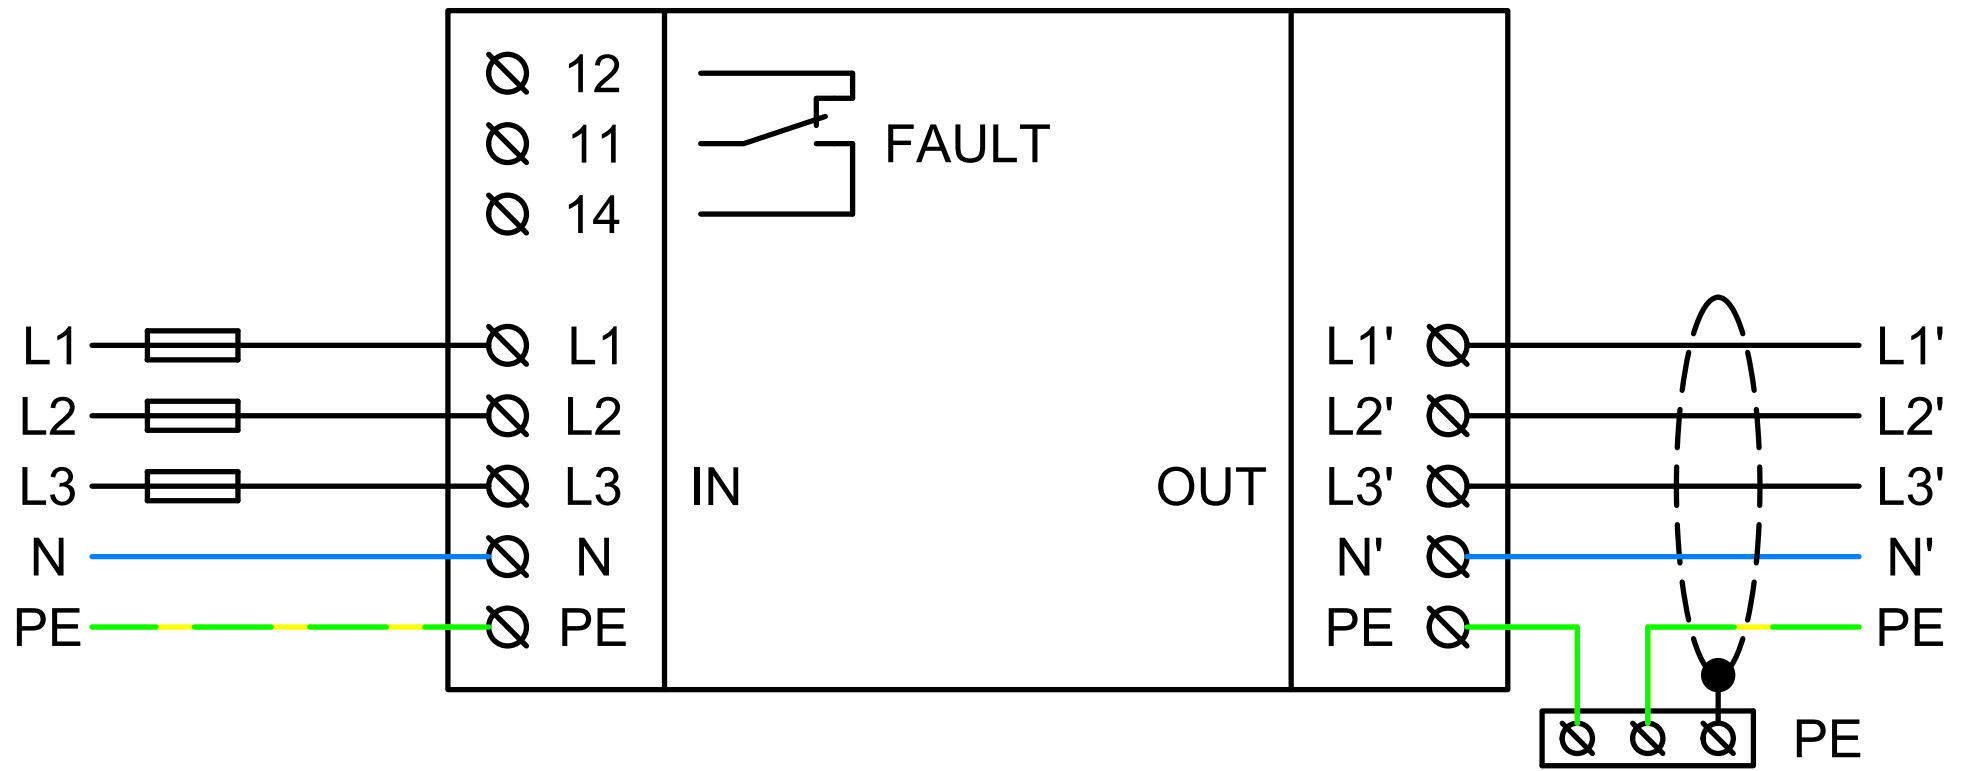 12
11 FAULT
14
L1 L1 L1' L1'
L2 L2 L2' L2'
L3 L3 IN OUT L3' L3'
N N N' N'
PE PE PE PE
PE